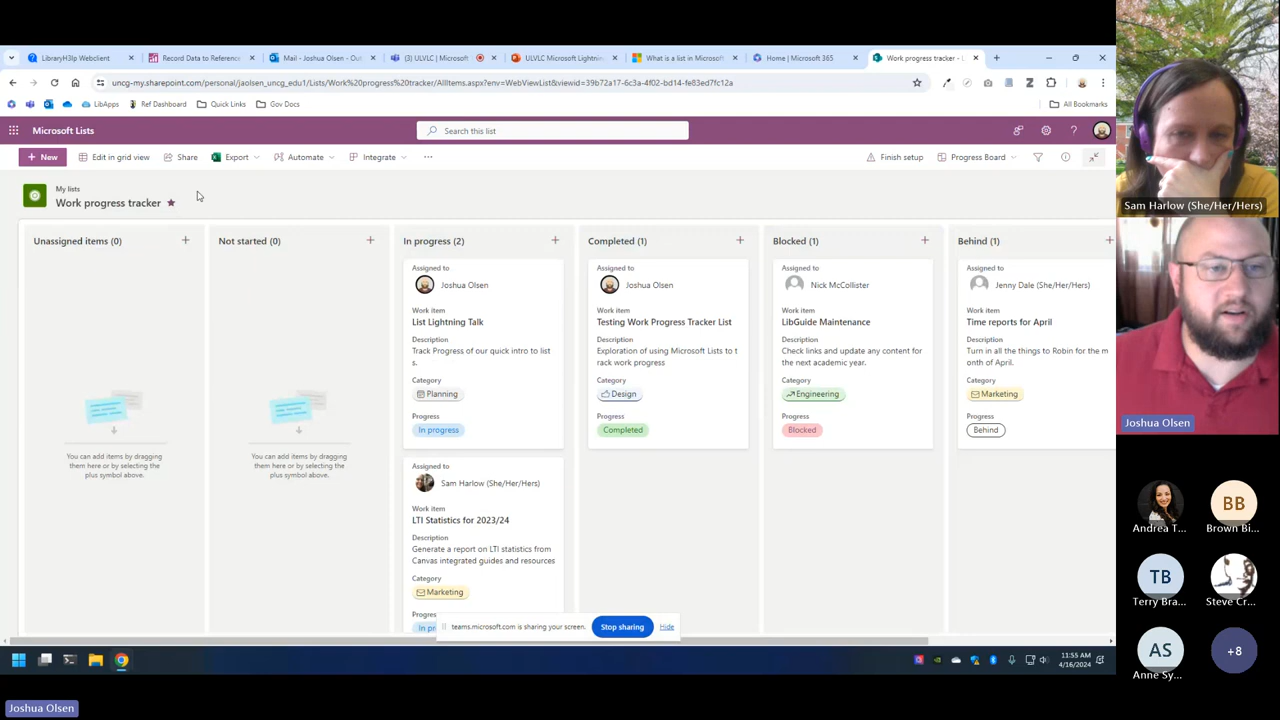 LibraryH3lp Webclient
Record Data to Reference
Mail - Joshua Olsen - Out
(3) ULVLC | Microsoft
ULVLC Microsoft Lightnin
What is a list in Microsoft
Home | Microsoft 365
Work progress tracker - L
uncg-my.sharepoint.com/personal/jaolsen_uncg_edu1/Lists/Work%20progress%20tracker/AllItems.aspx?env=WebViewList&viewid=39b72a17-6c3a-4f02-bd14-fe83ed7fc12a
LibApps
Ref Dashboard
Quick Links
Gov Docs
All Bookmarks
Microsoft Lists
Search this list
New
Edit in grid view
Share
Export
Automate
Integrate
Finish setup
Progress Board
My lists
Work progress tracker
Unassigned items (0)
You can add items by dragging
them here or by selecting the
plus symbol above.
Not started (0)
You can add items by dragging
them here or by selecting the
plus symbol above.
In progress (2)
Assigned to
Joshua Olsen
Work item
List Lightning Talk
Description
Track Progress of our quick intro to list
s.
Category
Planning
Progress
In progress
Assigned to
Sam Harlow (She/Her/Hers)
Work item
LTI Statistics for 2023/24
Description
Generate a report on LTI statistics from
Canvas integrated guides and resources
Category
Marketing
Progress
In pr
Completed (1)
Assigned to
Joshua Olsen
Work item
Testing Work Progress Tracker List
Description
Exploration of using Microsoft Lists to t
rack work progress
Category
Design
Progress
Completed
Blocked (1)
Assigned to
Nick McCollister
Work item
LibGuide Maintenance
Description
Check links and update any content for
the next academic year.
Category
Engineering
Progress
Blocked
Behind (1)
Assigned to
Jenny Dale (She/Her/Hers)
Work item
Time reports for April
Description
Turn in all the things to Robin for the m
onth of April.
Category
Marketing
Progress
Behind
teams.microsoft.com is sharing your screen.
Stop sharing
Hide
11:55 AM
4/16/2024
Joshua Olsen
Sam Harlow (She/Her/Hers)
Joshua Olsen
Andrea T...
BB
Brown Bi...
TB
Terry Bra...
Steve Cr...
AS
Anne Sy...
+8